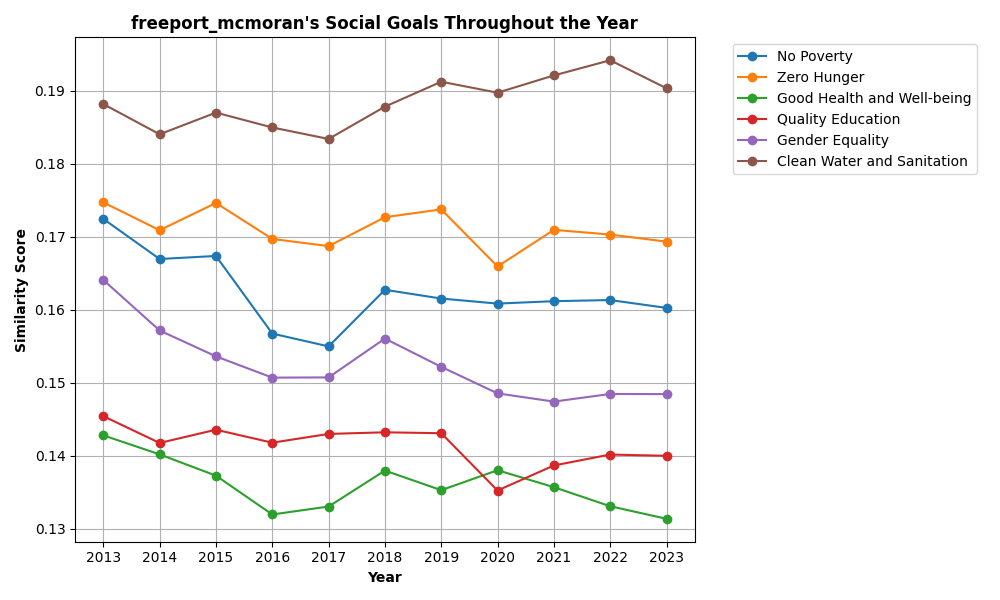 freeport_mcmoran's Social Goals Throughout the Year
No Poverty
Zero Hunger
Good Health and Well-being
Quality Education
Gender Equality
Clean Water and Sanitation
Similarity Score
0.19
0.18
0.17
0.16
0.15
0.14
0.13
2013 2014 2015 2016 2017 2018 2019 2020 2021 2022 2023
Year